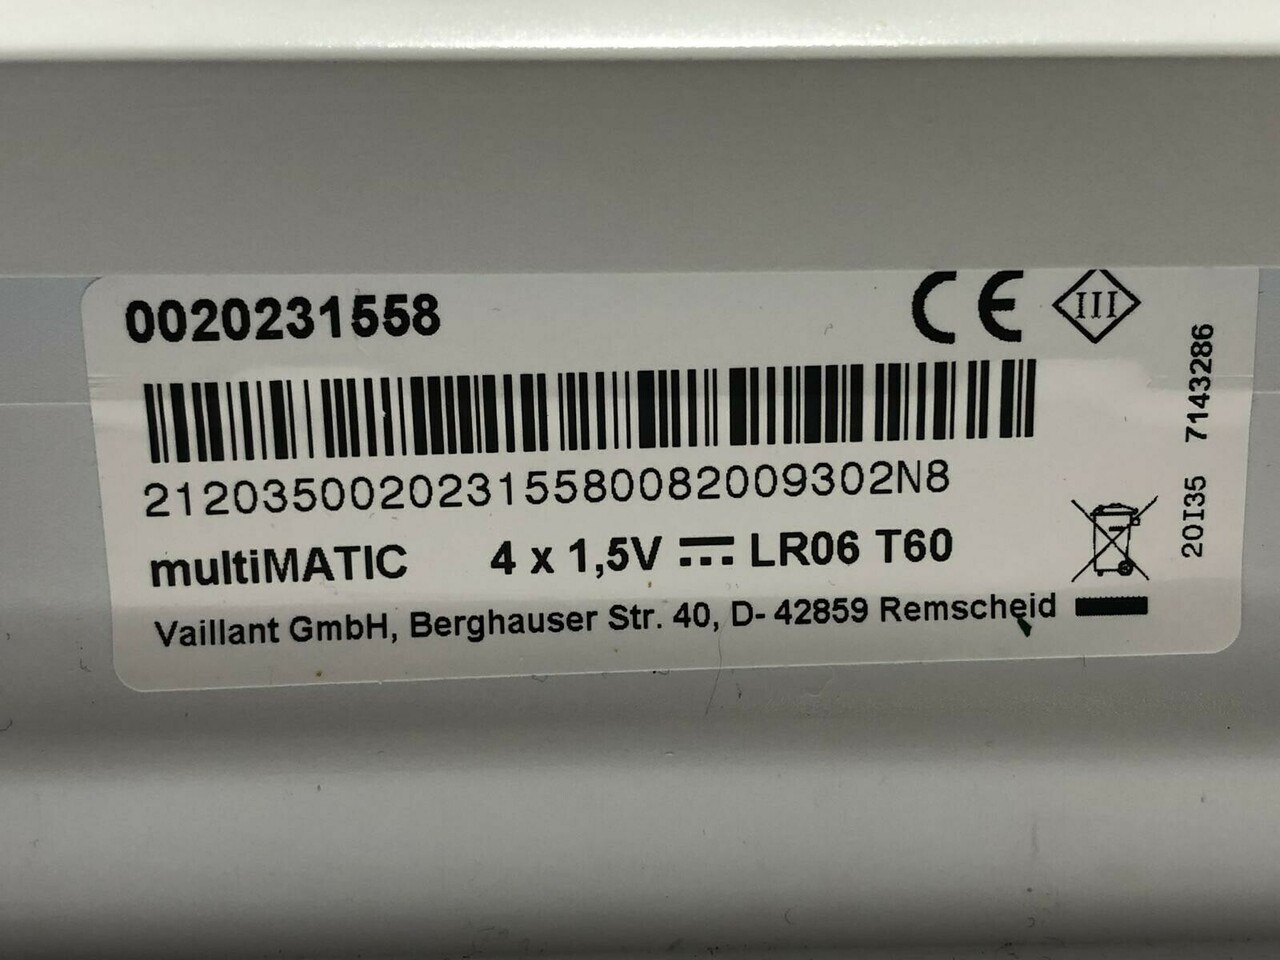 0020231558
CE
III
21203500202315580082009302N8
multiMATIC 4 x 1,5V LR06 T60
Vaillant GmbH, Berghauser Str. 40, D- 42859 Remscheid
20I35 7143286